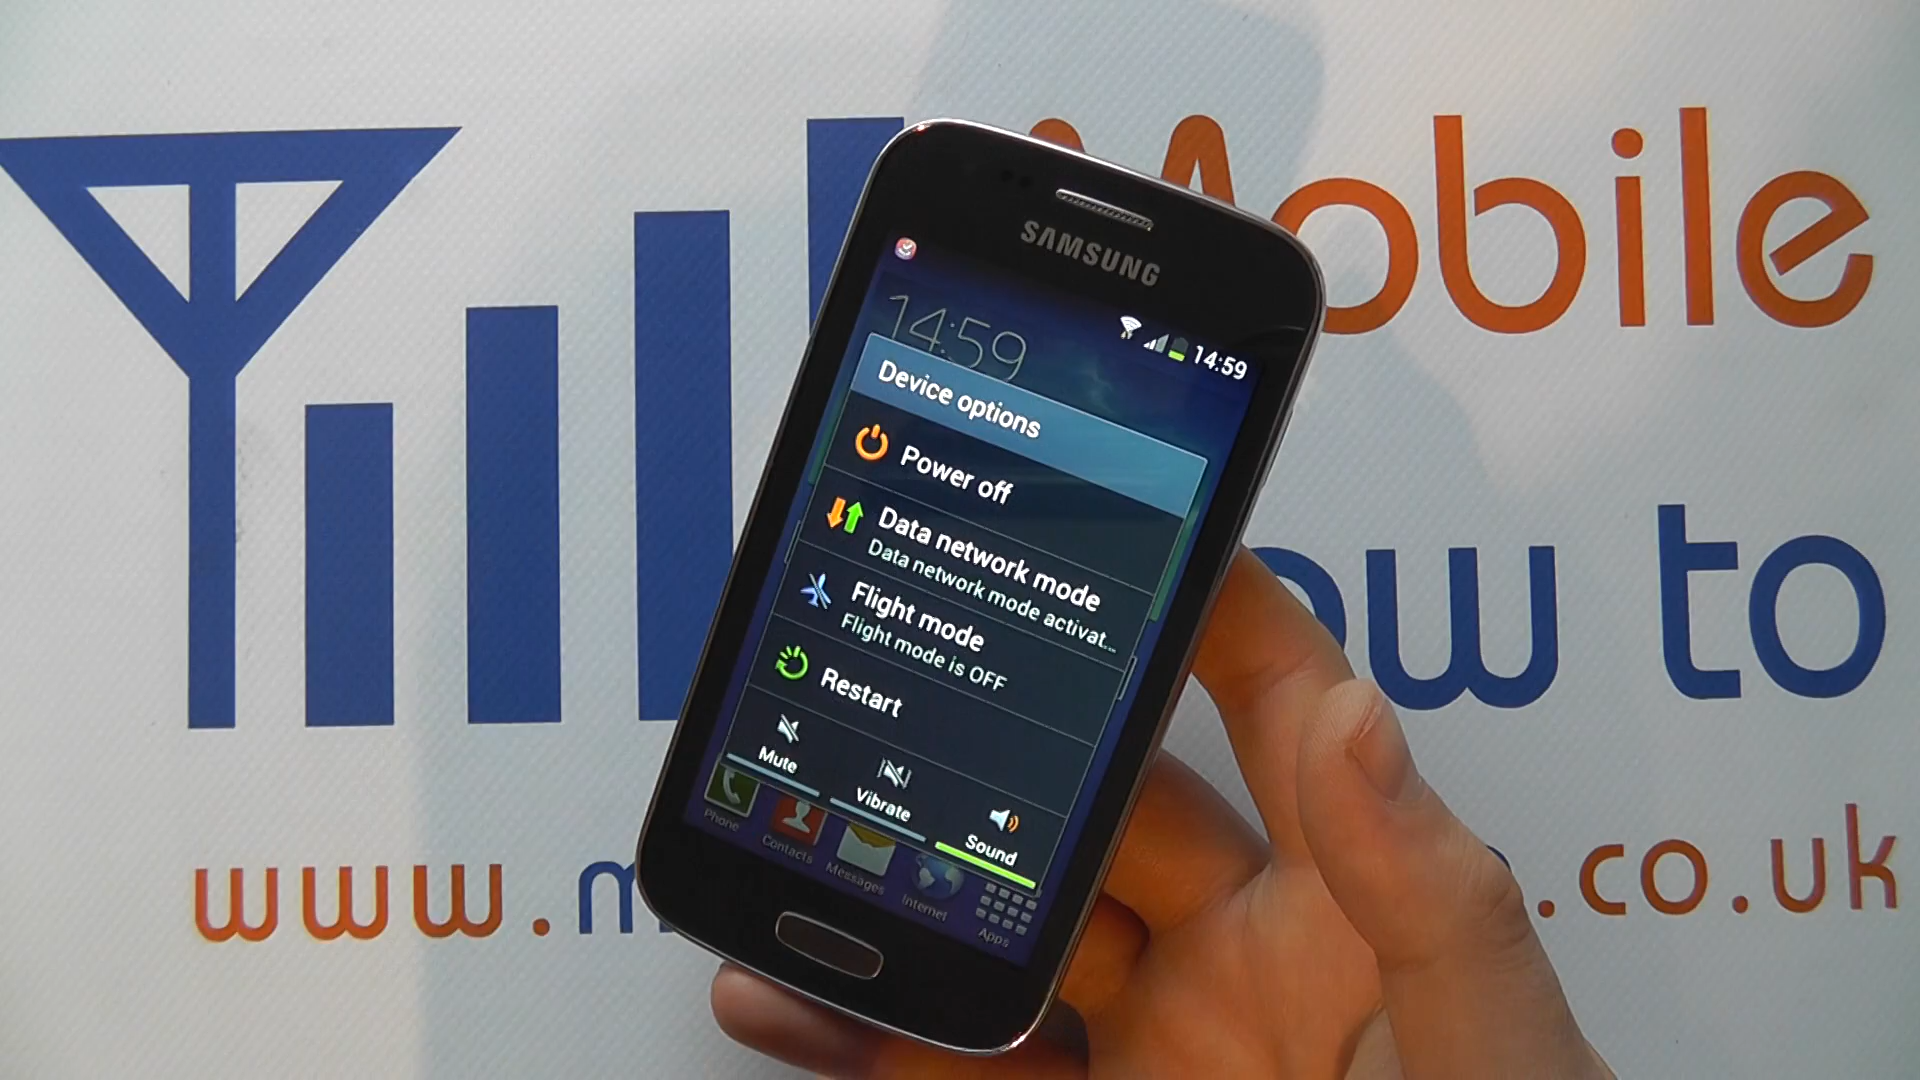 Mobile
ow to
www.m
.co.uk
SAMSUNG
14:59
14:59
Device options
Power off
Data network mode
Data network mode activat...
Flight mode
Flight mode is OFF
Restart
Mute
Vibrate
Sound
Phone
Contacts
Messages
Internet
Apps